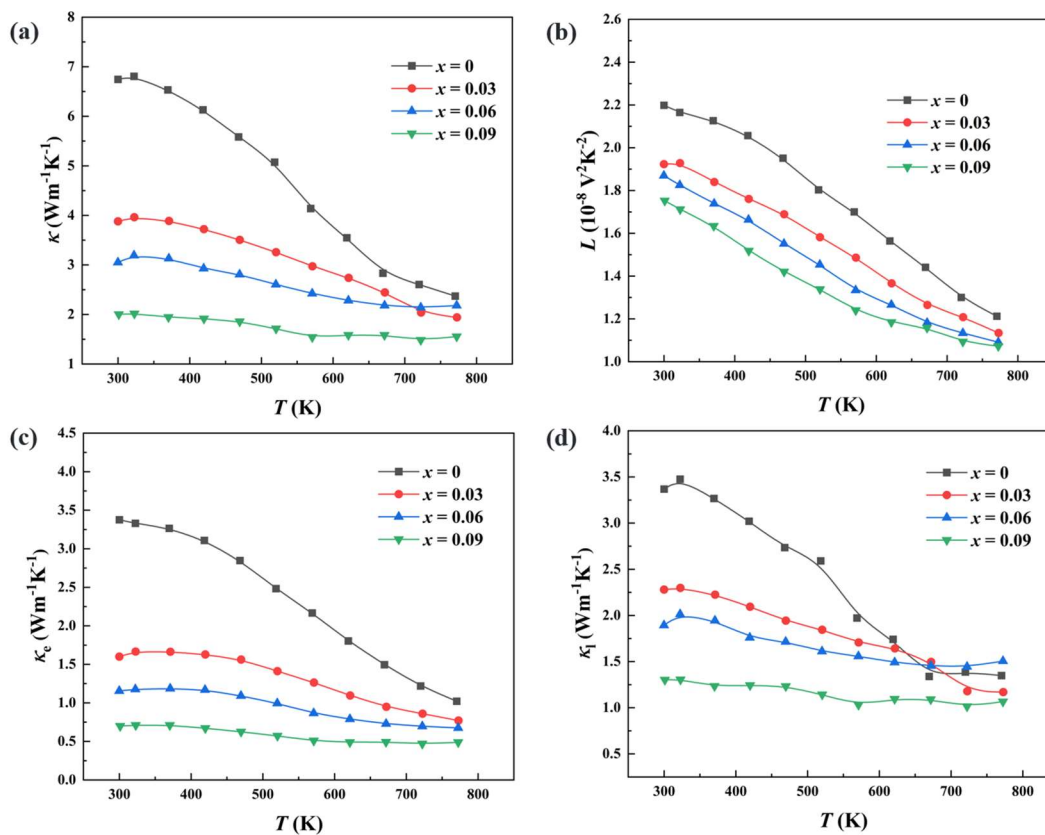 (a)
8
7
6
5
4
3
2
1
κ (Wm⁻¹K⁻¹)
x = 0
x = 0.03
x = 0.06
x = 0.09
300 400 500 600 700 800
T (K)
(b)
2.6
2.4
2.2
2.0
1.8
1.6
1.4
1.2
1.0
L (10⁻⁸ V²K⁻²)
x = 0
x = 0.03
x = 0.06
x = 0.09
300 400 500 600 700 800
T (K)
(c)
4.5
4.0
3.5
3.0
2.5
2.0
1.5
1.0
0.5
0.0
κₑ (Wm⁻¹K⁻¹)
x = 0
x = 0.03
x = 0.06
x = 0.09
300 400 500 600 700 800
T (K)
(d)
4.0
3.5
3.0
2.5
2.0
1.5
1.0
0.5
κₗ (Wm⁻¹K⁻¹)
x = 0
x = 0.03
x = 0.06
x = 0.09
300 400 500 600 700 800
T (K)